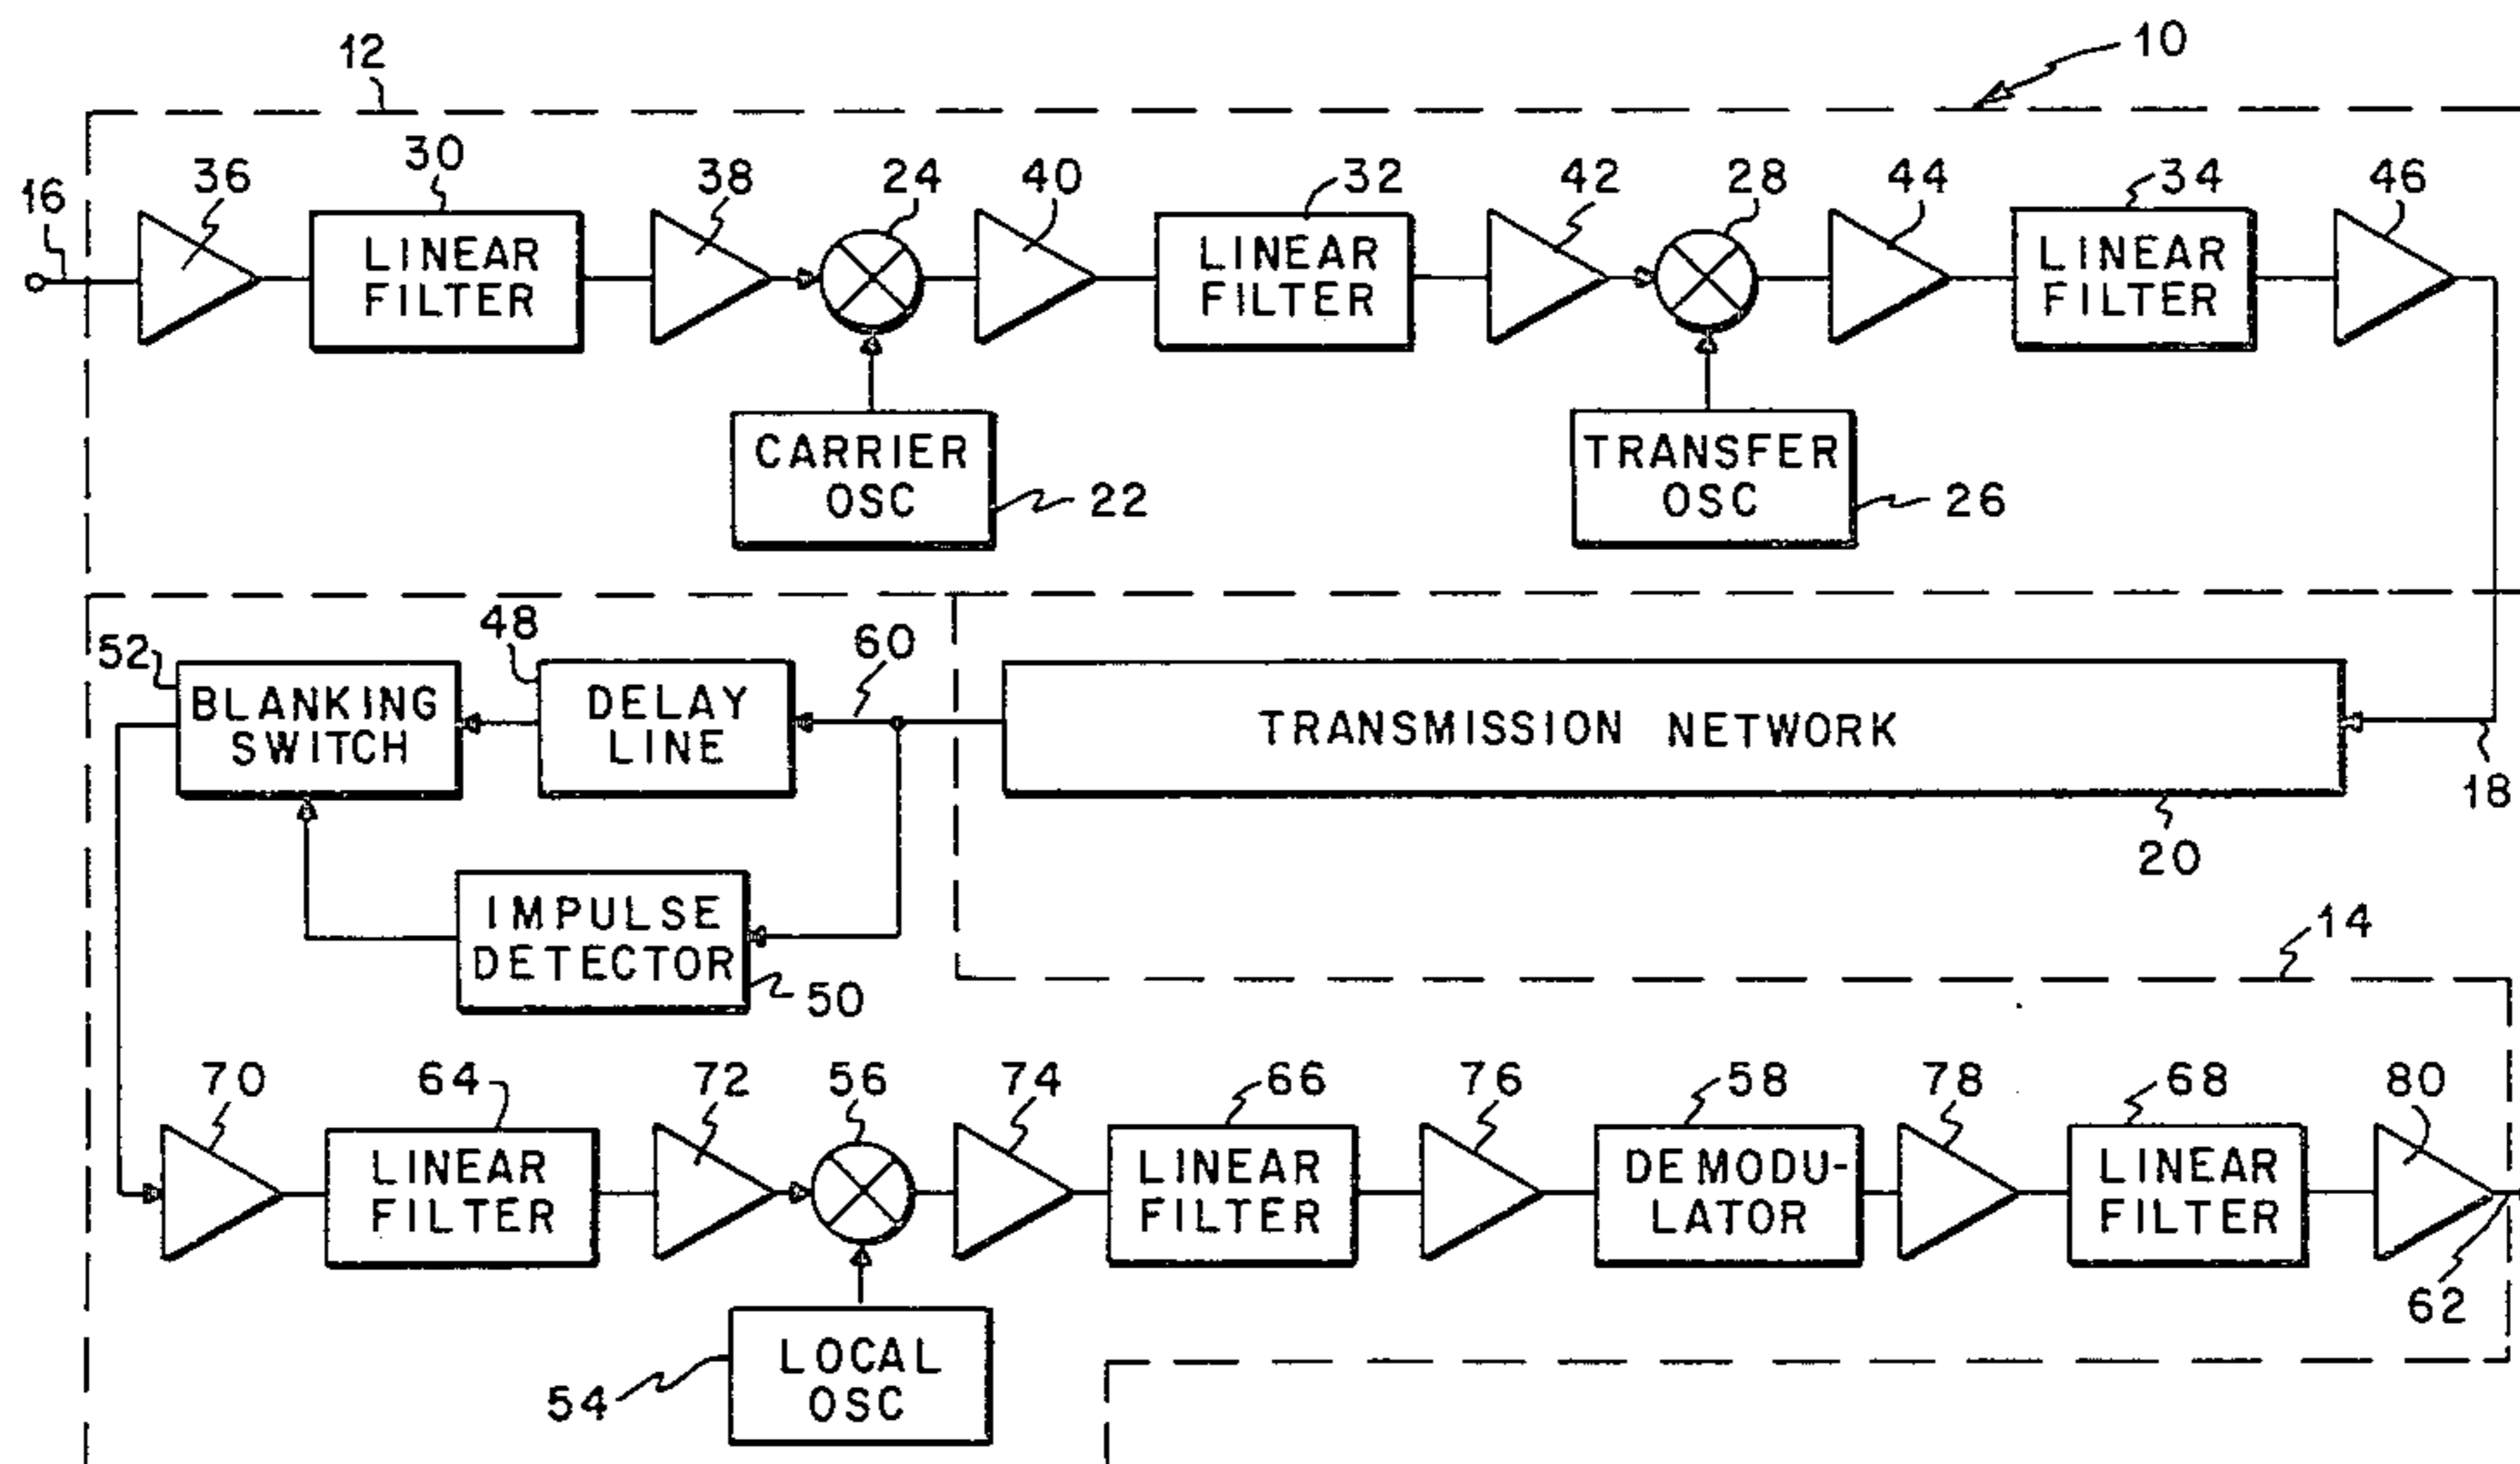 12
10
16
36
30
38
24
40
32
42
28
44
34
46
LINEAR
FILTER
LINEAR
FILTER
LINEAR
FILTER
CARRIER
OSC
22
TRANSFER
OSC
26
52
48
60
BLANKING
SWITCH
DELAY
LINE
TRANSMISSION NETWORK
18
20
IMPULSE
DETECTOR
50
14
70
64
72
56
74
66
76
58
78
68
80
LINEAR
FILTER
LINEAR
FILTER
DEMODU-
LATOR
LINEAR
FILTER
62
LOCAL
OSC
54